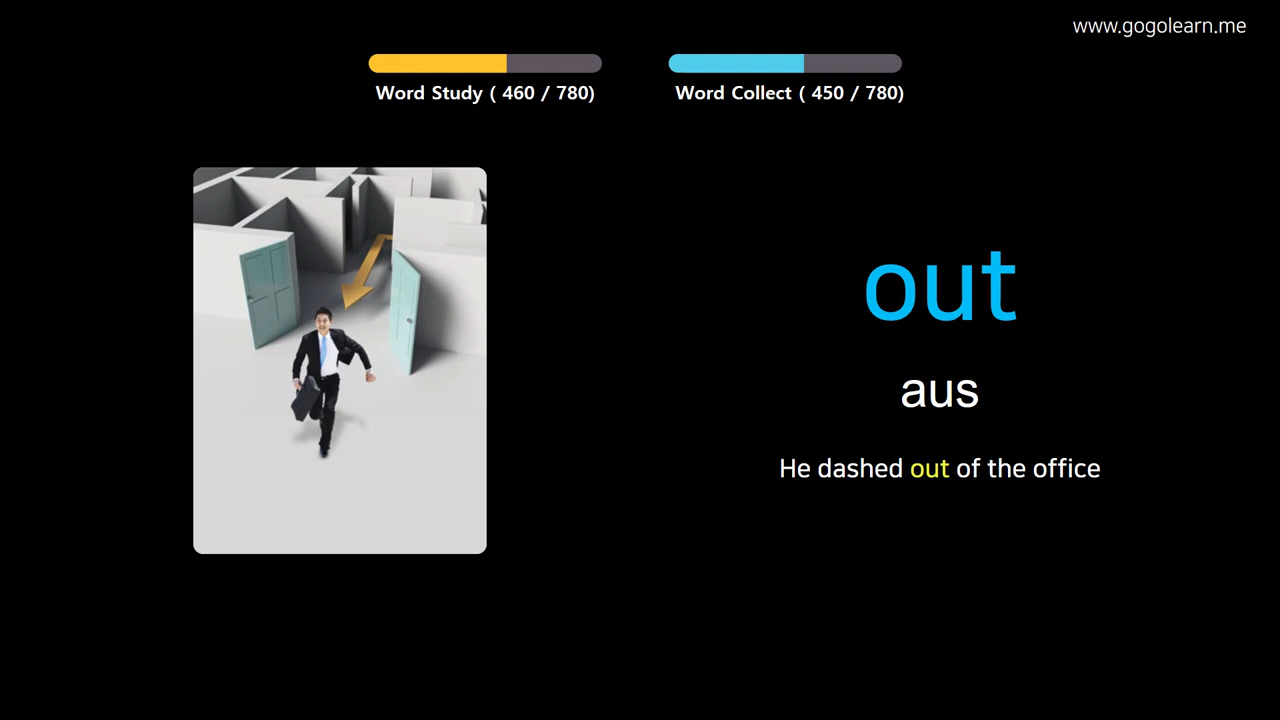 www.gogolearn.me
Word Study ( 460 / 780)
Word Collect ( 450 / 780)
out
aus
He dashed out of the office